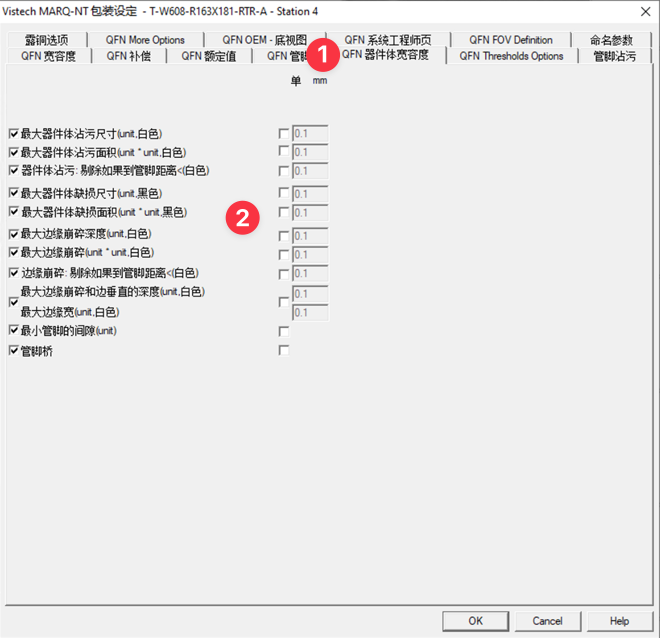 Vistech MARQ-NT 包装设定 - T-W608-R163X181-RTR-A - Station 4
露铜选项 QFN More Options QFN OEM - 底视图 QFN 系统工程师页 QFN FOV Definition 命名参数
QFN 宽容度 QFN 补偿 QFN 额定值 QFN 管脚 1 QFN 器件体宽容度 QFN Thresholds Options 管脚沾污
单 mm
最大器件体沾污尺寸(unit,白色) 0.1
最大器件体沾污面积(unit * unit,白色) 0.1
器件体沾污: 剔除如果到管脚距离<(白色) 0.1
最大器件体缺损尺寸(unit,黑色) 0.1
最大器件体缺损面积(unit * unit,黑色) 0.1
2
最大边缘崩碎深度(unit,白色) 0.1
最大边缘崩碎(unit * unit,白色) 0.1
边缘崩碎: 剔除如果到管脚距离<(白色) 0.1
最大边缘崩碎和边垂直的深度(unit,白色) 0.1
最大边缘宽(unit,白色) 0.1
最小管脚的间隙(unit)
管脚桥
OK Cancel Help